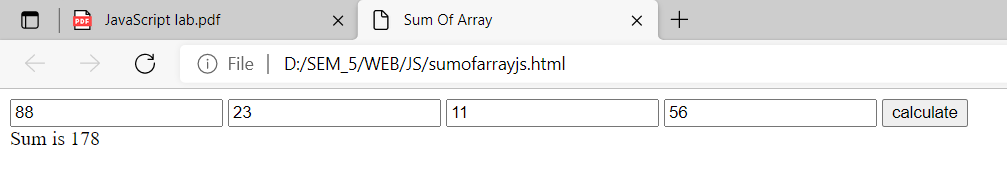 PDF JavaScript lab.pdf Sum Of Array
File D:/SEM_5/WEB/JS/sumofarrayjs.html
88 23 11 56 calculate
Sum is 178